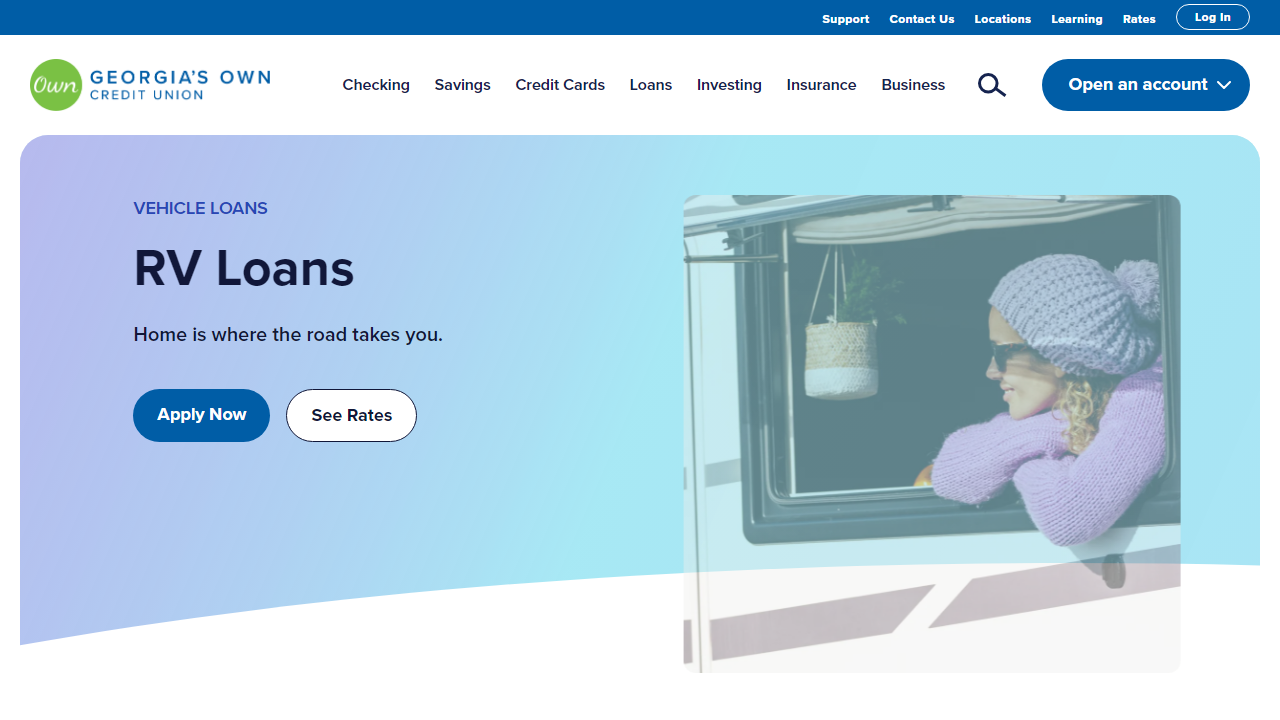 Support Contact Us Locations Learning Rates Log In
Own GEORGIA'S OWN
CREDIT UNION
Checking Savings Credit Cards Loans Investing Insurance Business Open an account
VEHICLE LOANS
RV Loans
Home is where the road takes you.
Apply Now See Rates